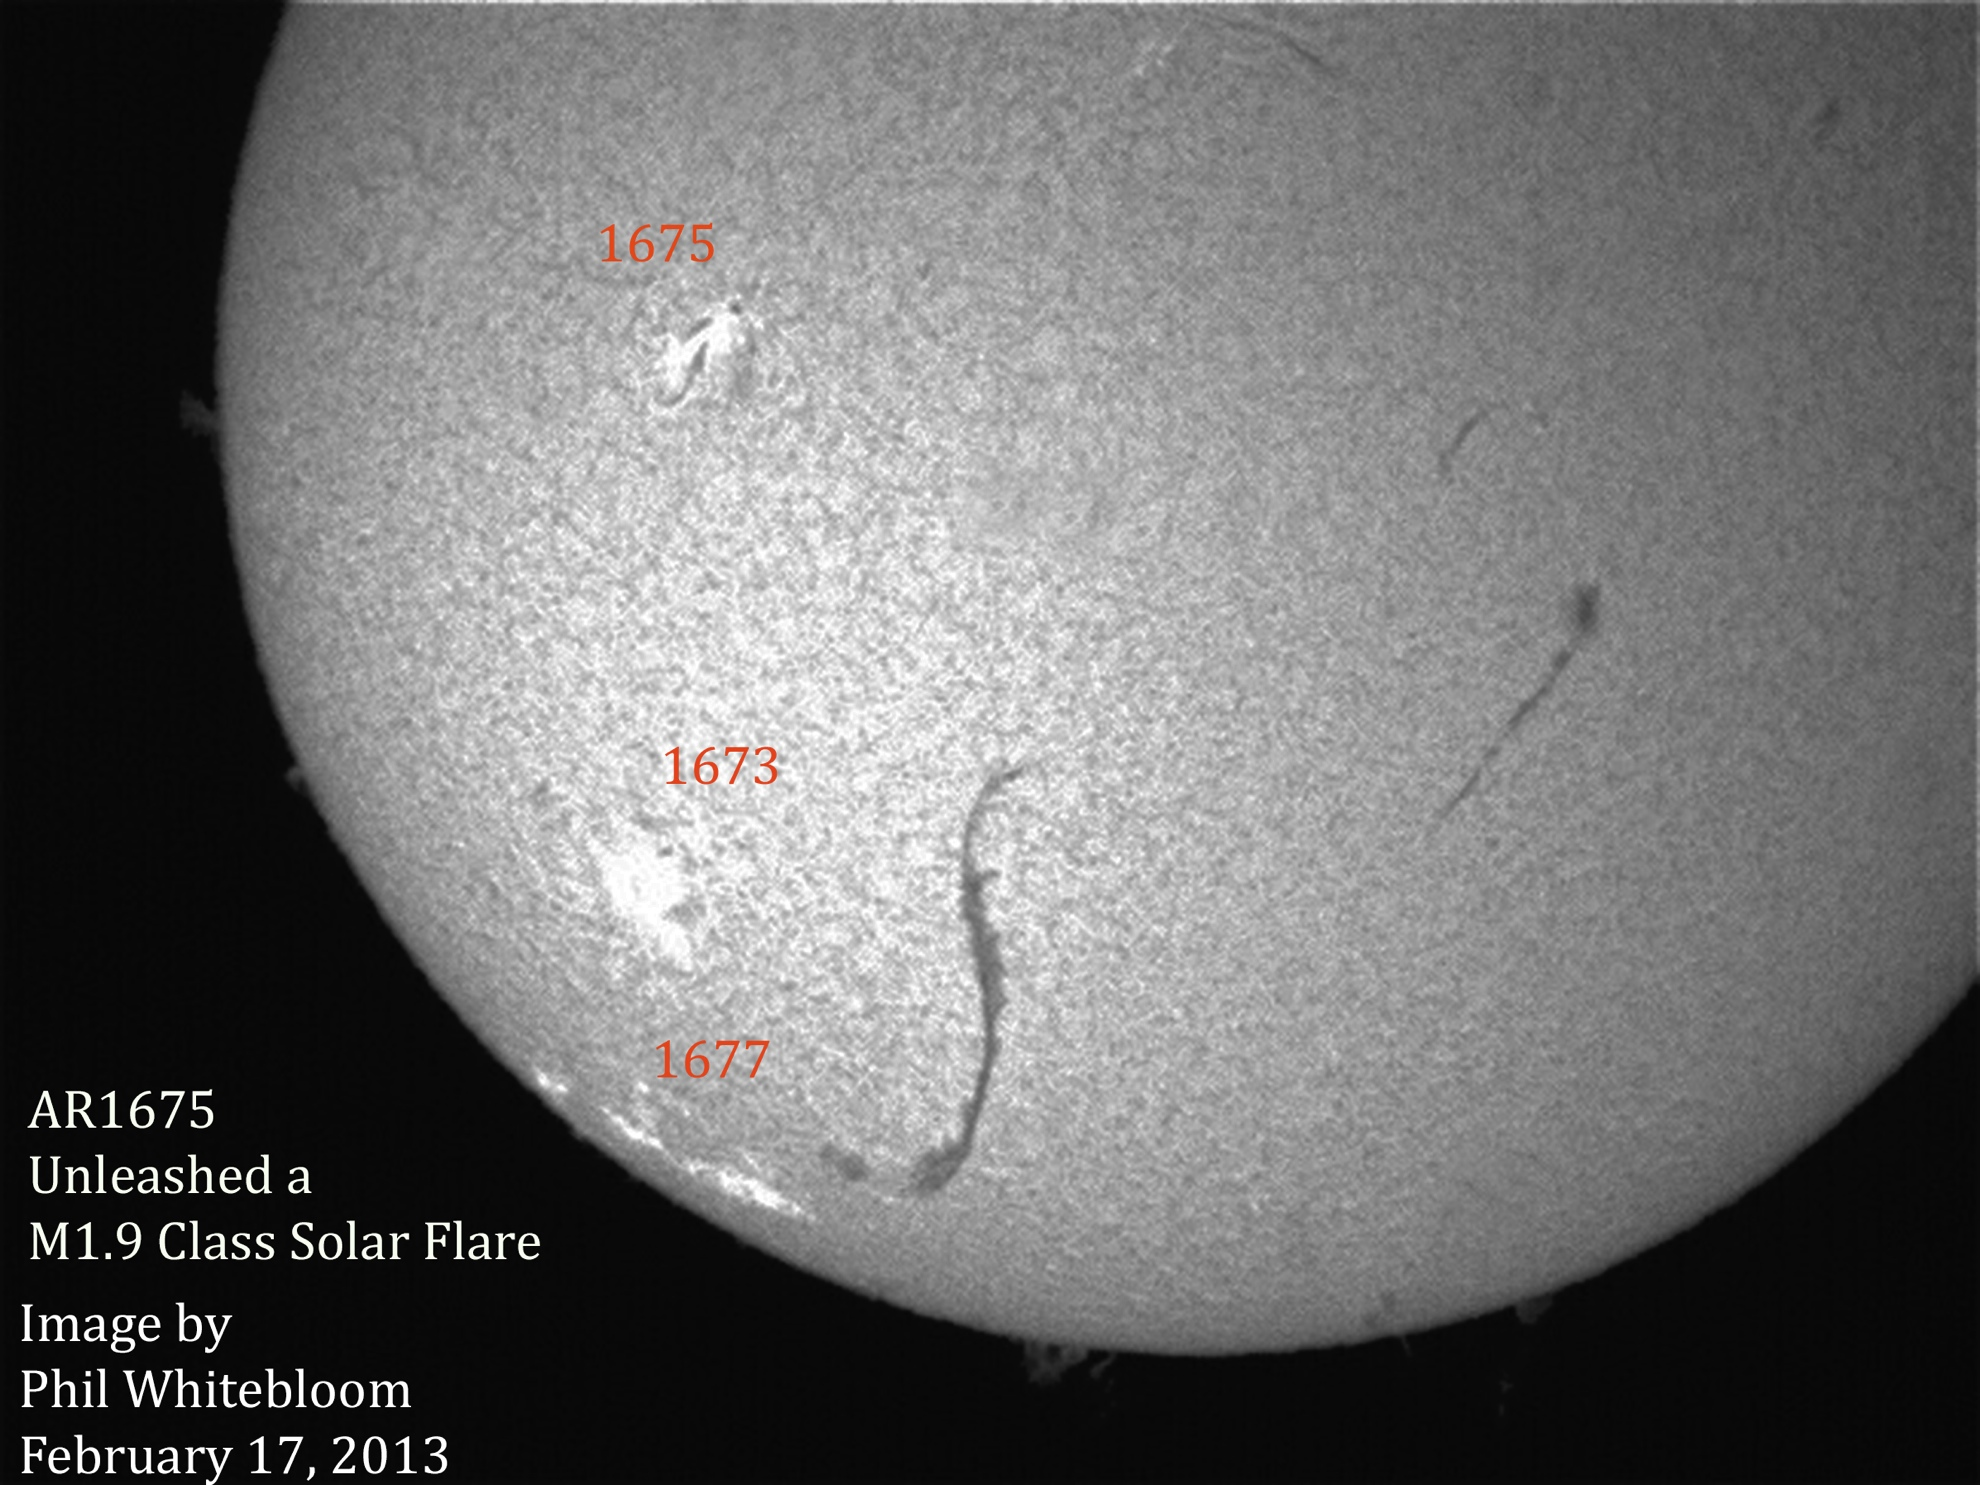 1675
1673
1677
AR1675
Unleashed a
M1.9 Class Solar Flare
Image by
Phil Whitebloom
February 17, 2013